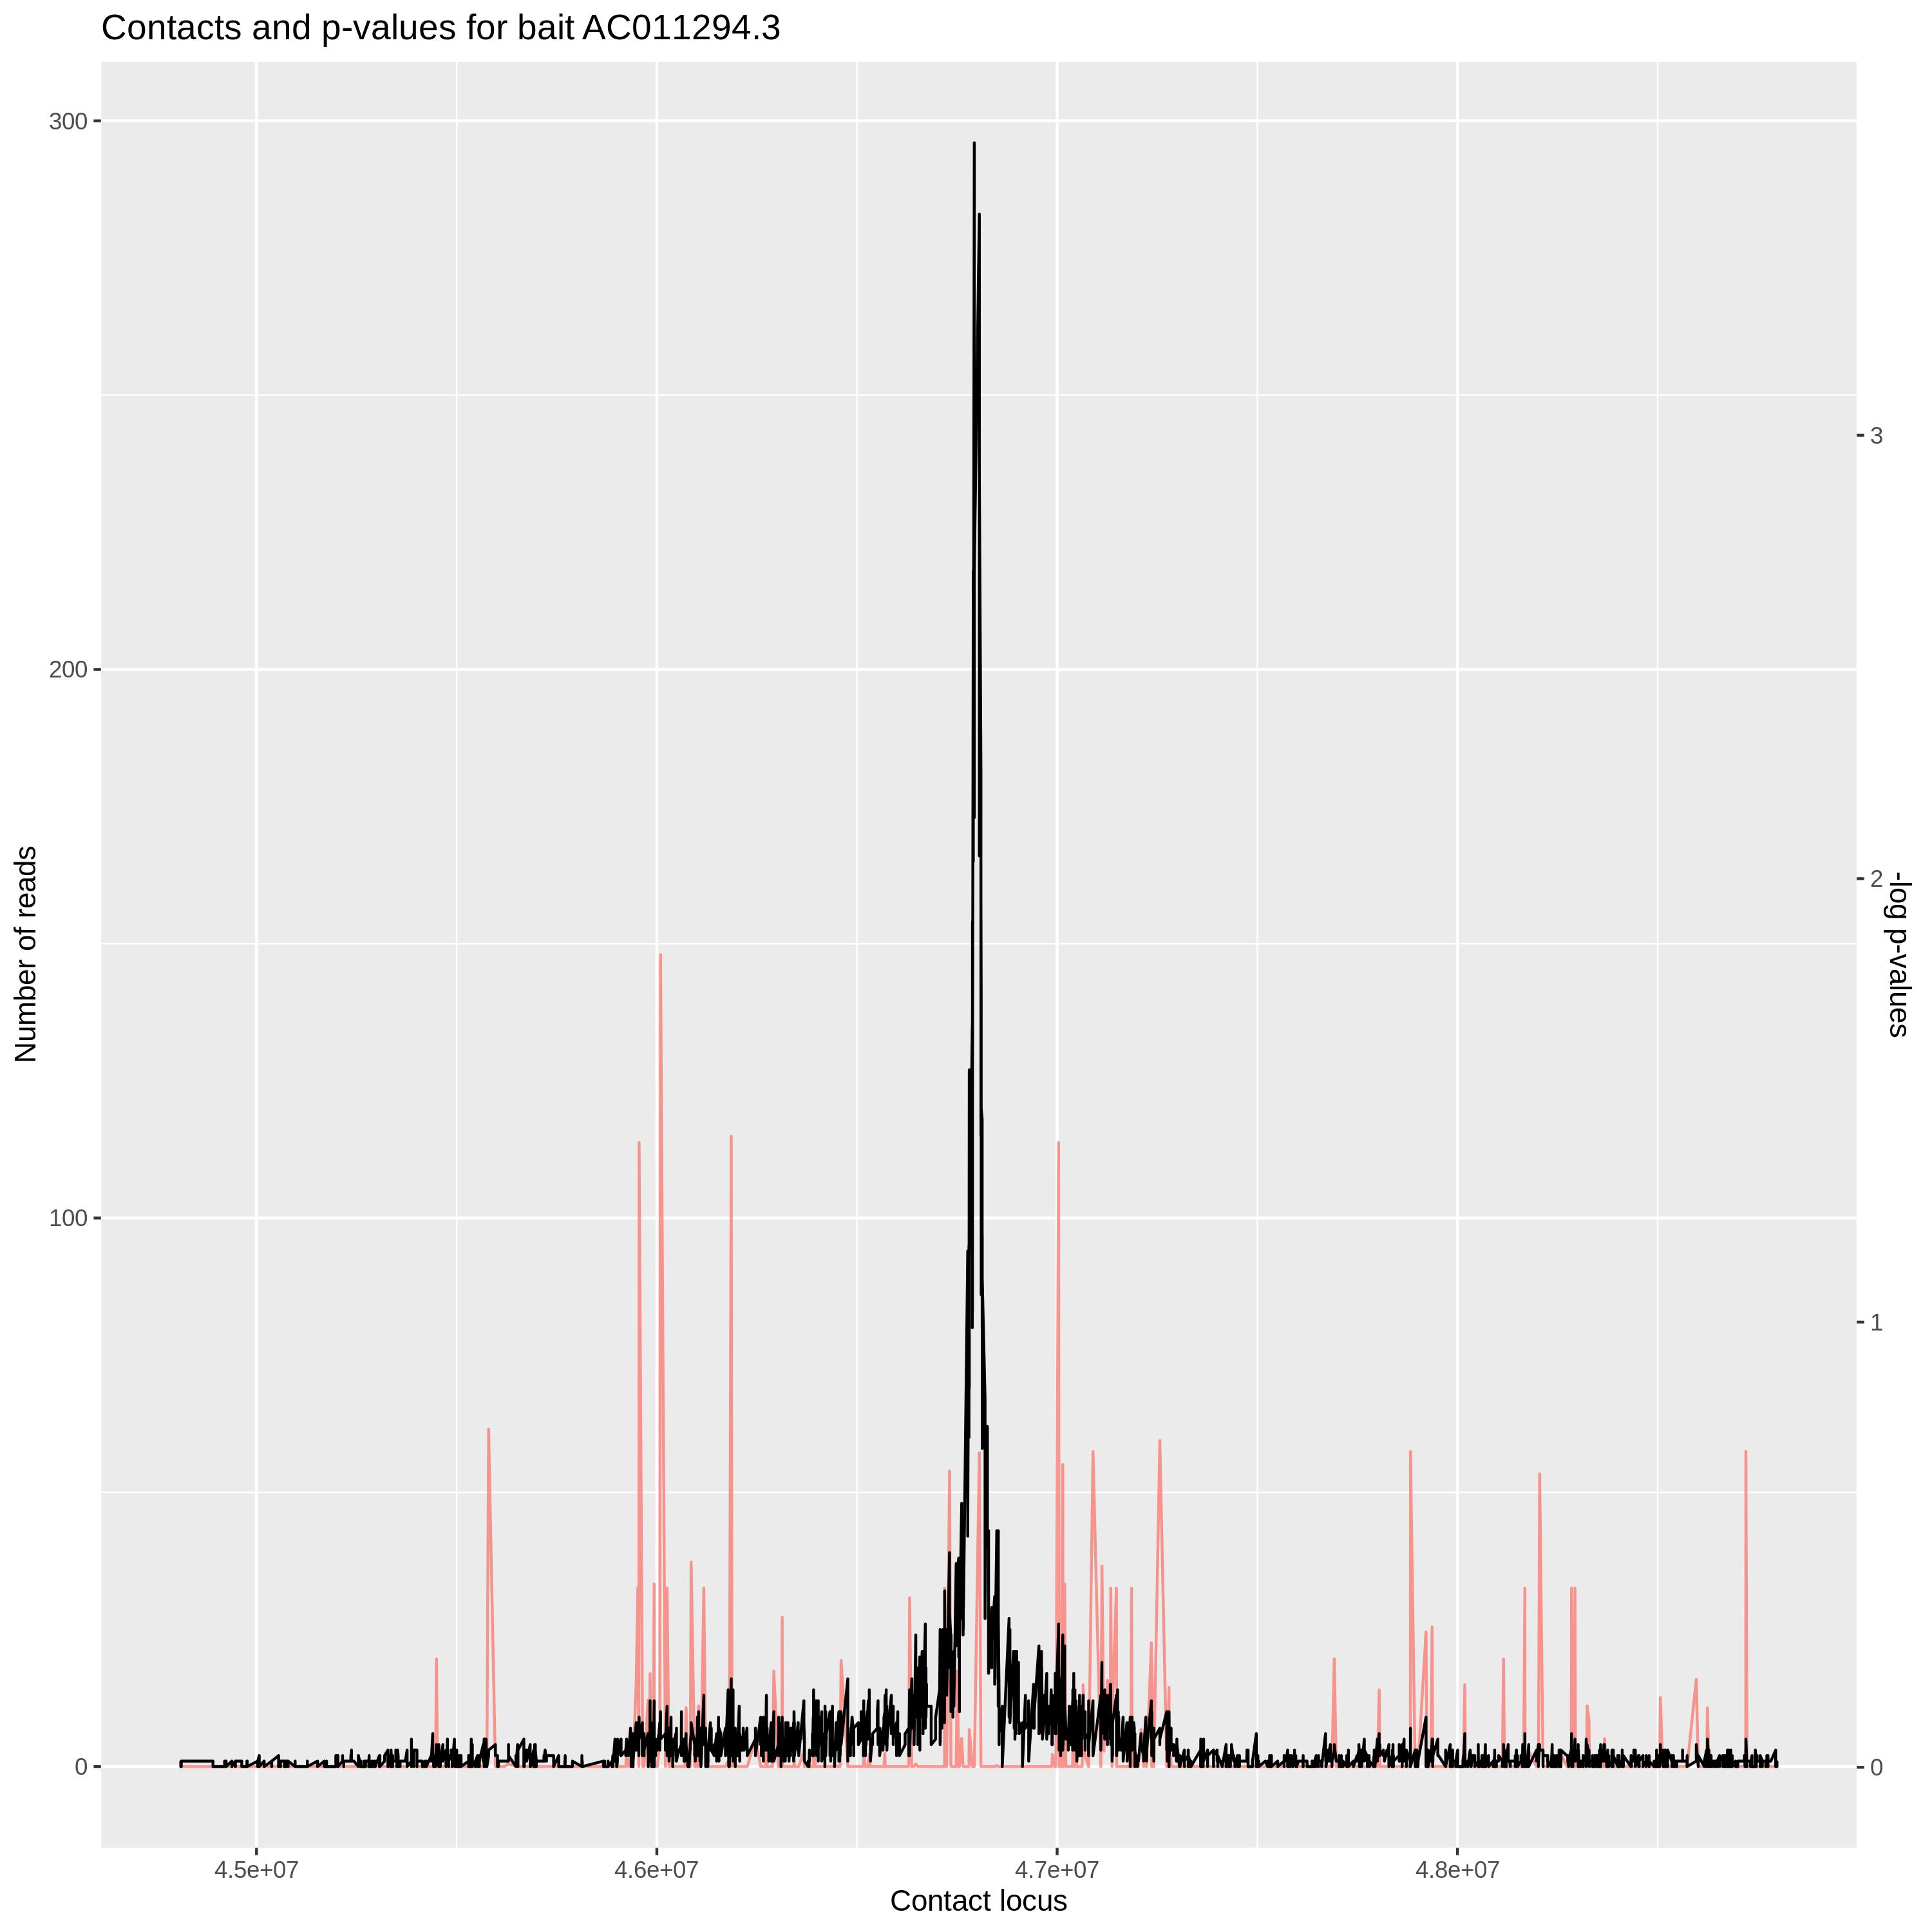 Contacts and p-values for bait AC011294.3
300
200
100
0
Number of reads
3
2
1
0
-log p-values
4.5e+07 4.6e+07 4.7e+07 4.8e+07
Contact locus